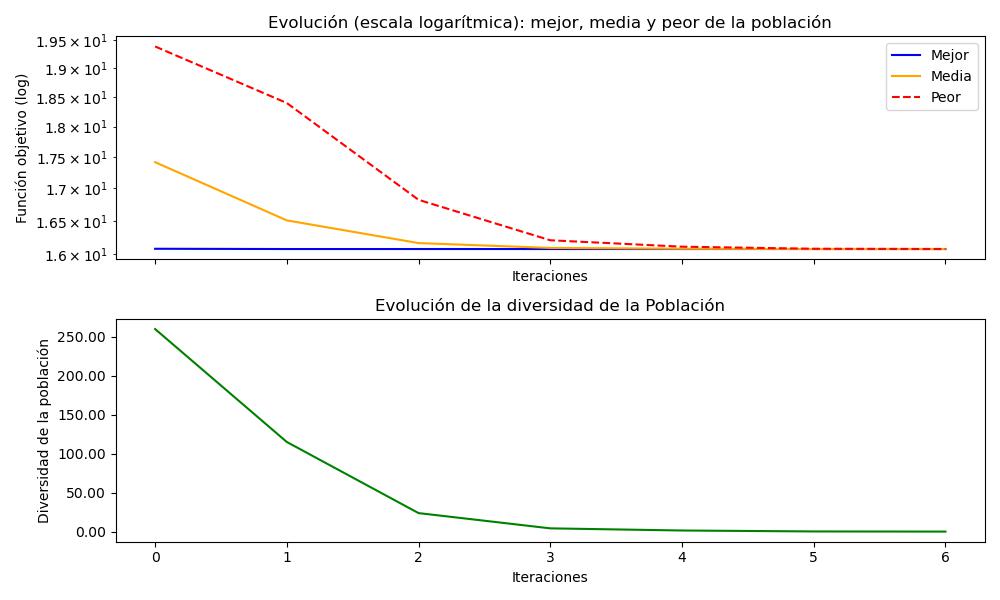 Evolución (escala logarítmica): mejor, media y peor de la población
1.95 × 10¹
1.9 × 10¹
1.85 × 10¹
1.8 × 10¹
1.75 × 10¹
1.7 × 10¹
1.65 × 10¹
1.6 × 10¹
Función objetivo (log)
Mejor
Media
Peor
Iteraciones
Evolución de la diversidad de la Población
250.00
200.00
150.00
100.00
50.00
0.00
Diversidad de la población
0 1 2 3 4 5 6
Iteraciones